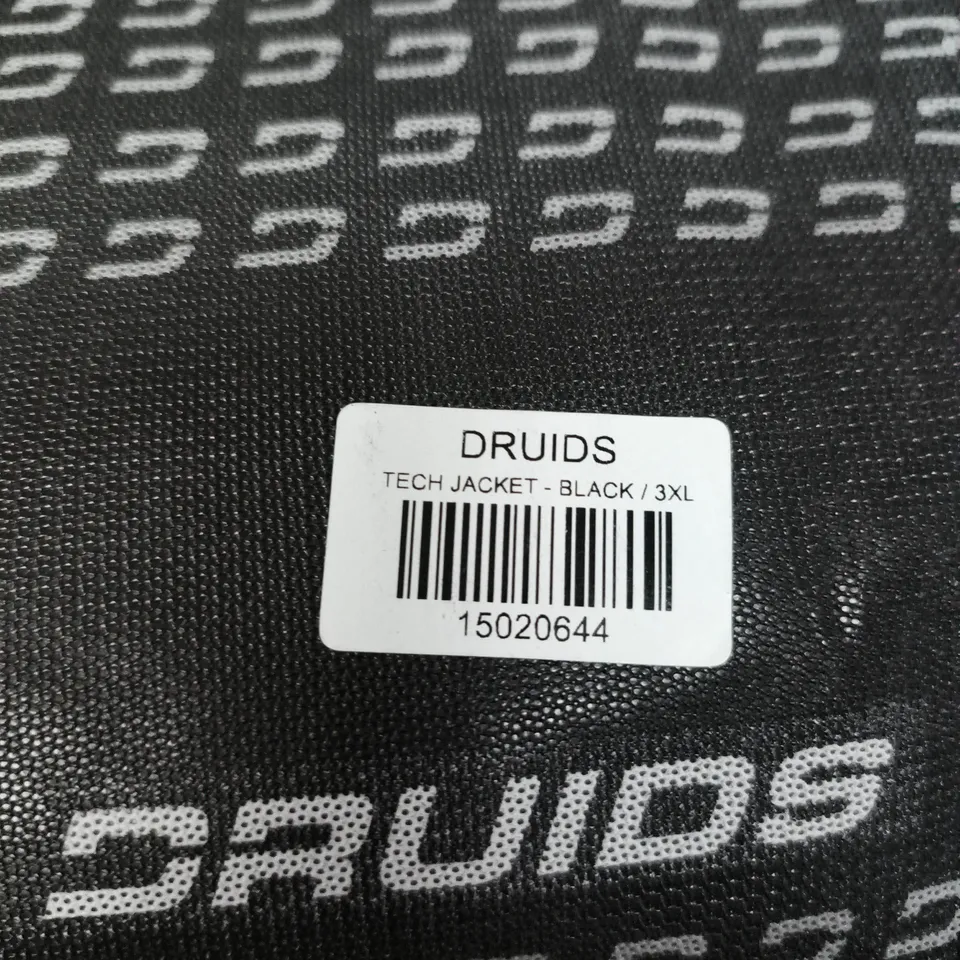 DRUIDS
TECH JACKET - BLACK / 3XL
15020644
DRUIDS